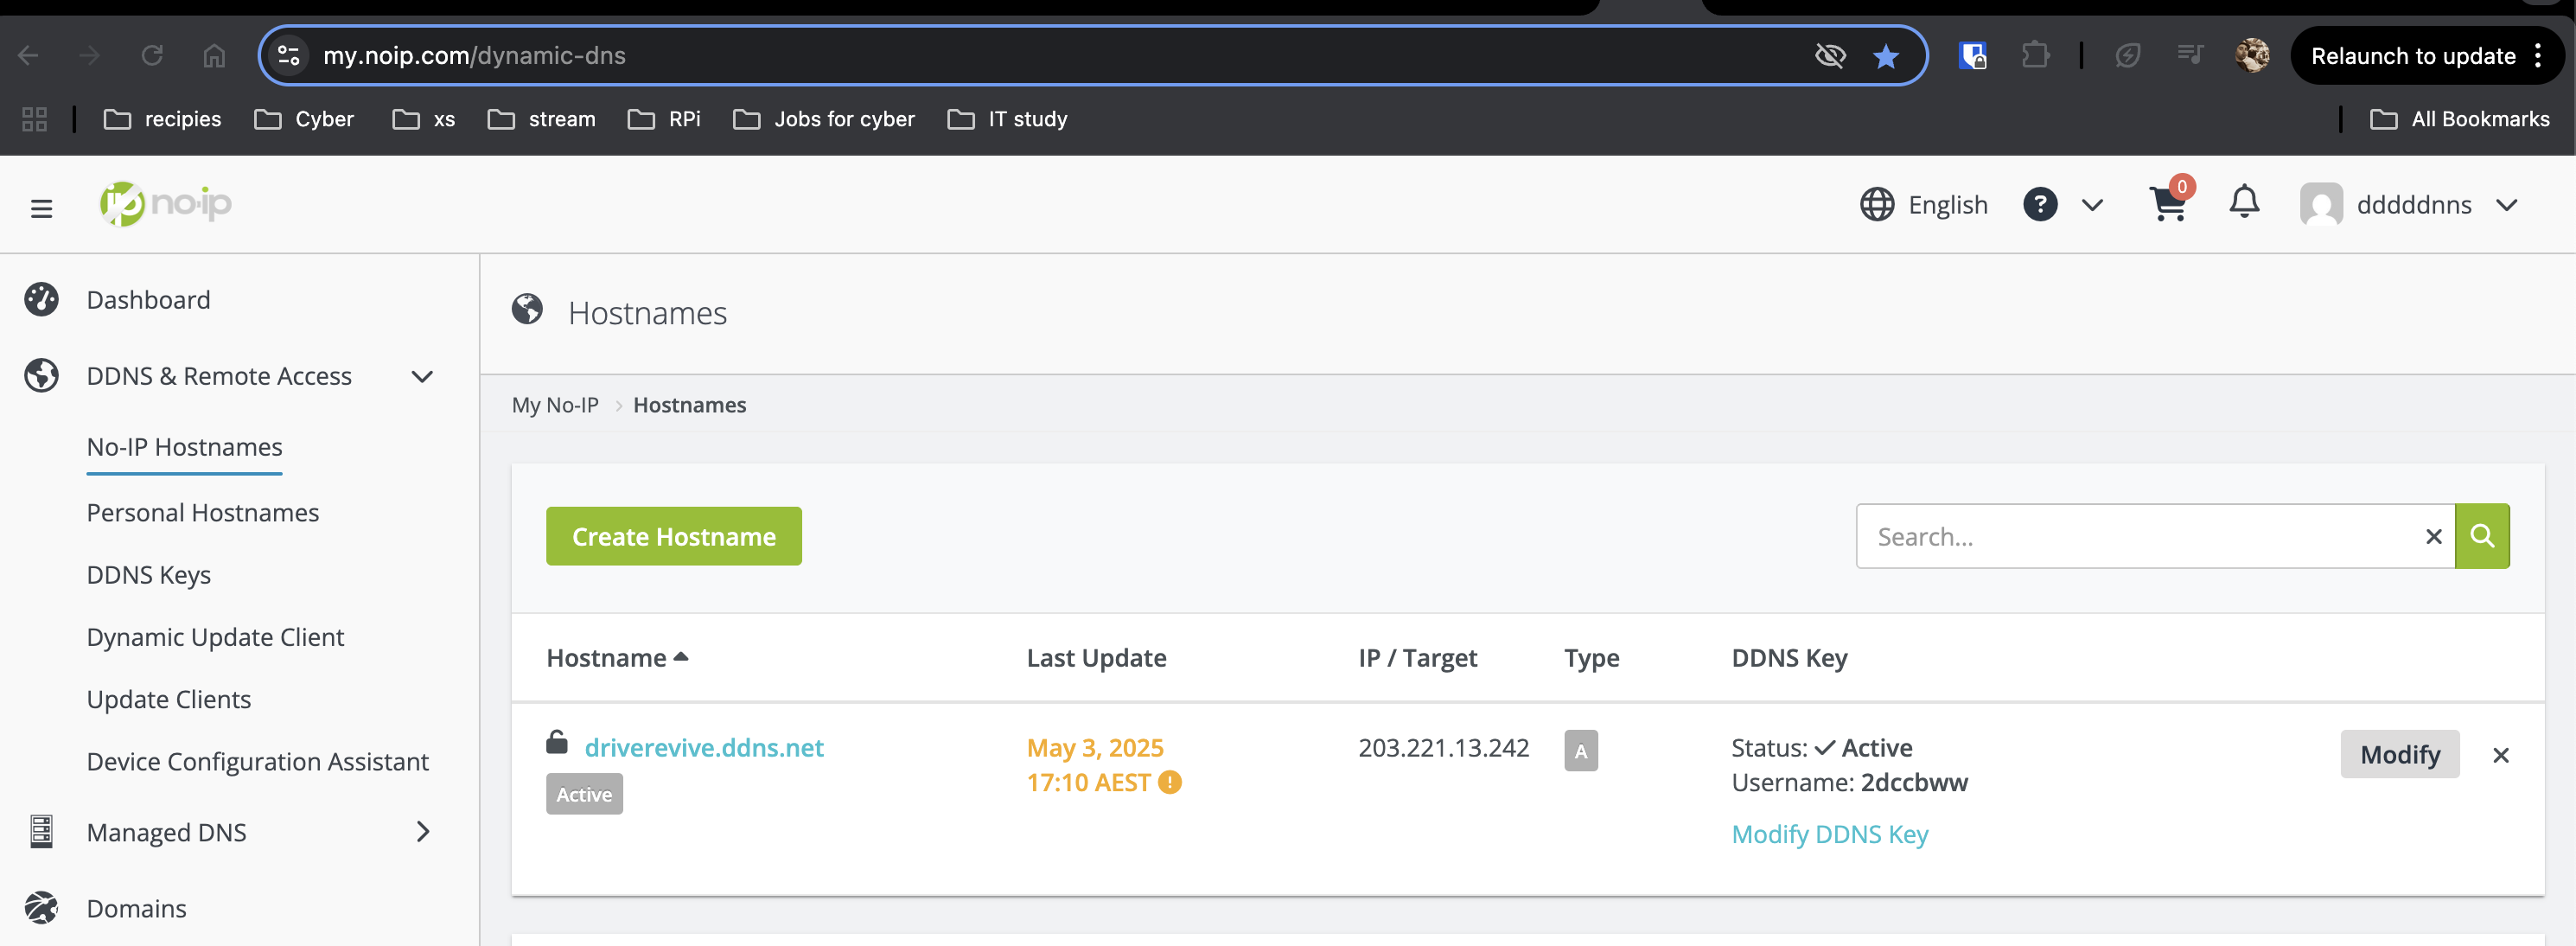 my.noip.com/dynamic-dns
Relaunch to update
recipies
Cyber
xs
stream
RPi
Jobs for cyber
IT study
All Bookmarks
ip no-ip
English
?
0
dddddnns
Dashboard
DDNS & Remote Access
No-IP Hostnames
Personal Hostnames
DDNS Keys
Dynamic Update Client
Update Clients
Device Configuration Assistant
Managed DNS
Domains
Hostnames
My No-IP > Hostnames
Create Hostname
Search...
Hostname Last Update IP / Target Type DDNS Key
driverevive.ddns.net
Active
May 3, 2025
17:10 AEST
203.221.13.242
A
Status: ✓ Active
Username: 2dccbww
Modify DDNS Key
Modify